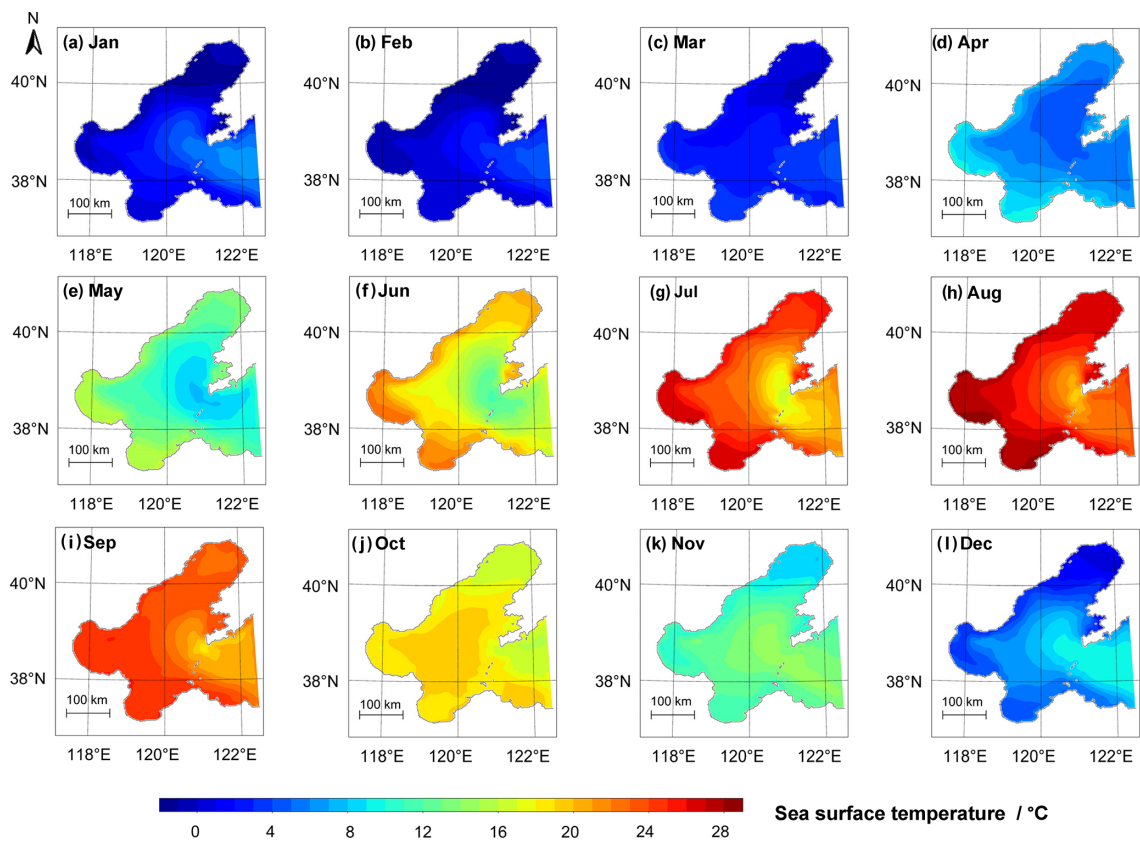 N
(a) Jan (b) Feb (c) Mar (d) Apr
40°N 40°N 40°N 40°N
38°N 38°N 38°N 38°N
100 km 100 km 100 km 100 km
118°E 120°E 122°E 118°E 120°E 122°E 118°E 120°E 122°E 118°E 120°E 122°E
(e) May (f) Jun (g) Jul (h) Aug
40°N 40°N 40°N 40°N
38°N 38°N 38°N 38°N
100 km 100 km 100 km 100 km
118°E 120°E 122°E 118°E 120°E 122°E 118°E 120°E 122°E 118°E 120°E 122°E
(i) Sep (j) Oct (k) Nov (l) Dec
40°N 40°N 40°N 40°N
38°N 38°N 38°N 38°N
100 km 100 km 100 km 100 km
118°E 120°E 122°E 118°E 120°E 122°E 118°E 120°E 122°E 118°E 120°E 122°E
Sea surface temperature / °C
0 4 8 12 16 20 24 28